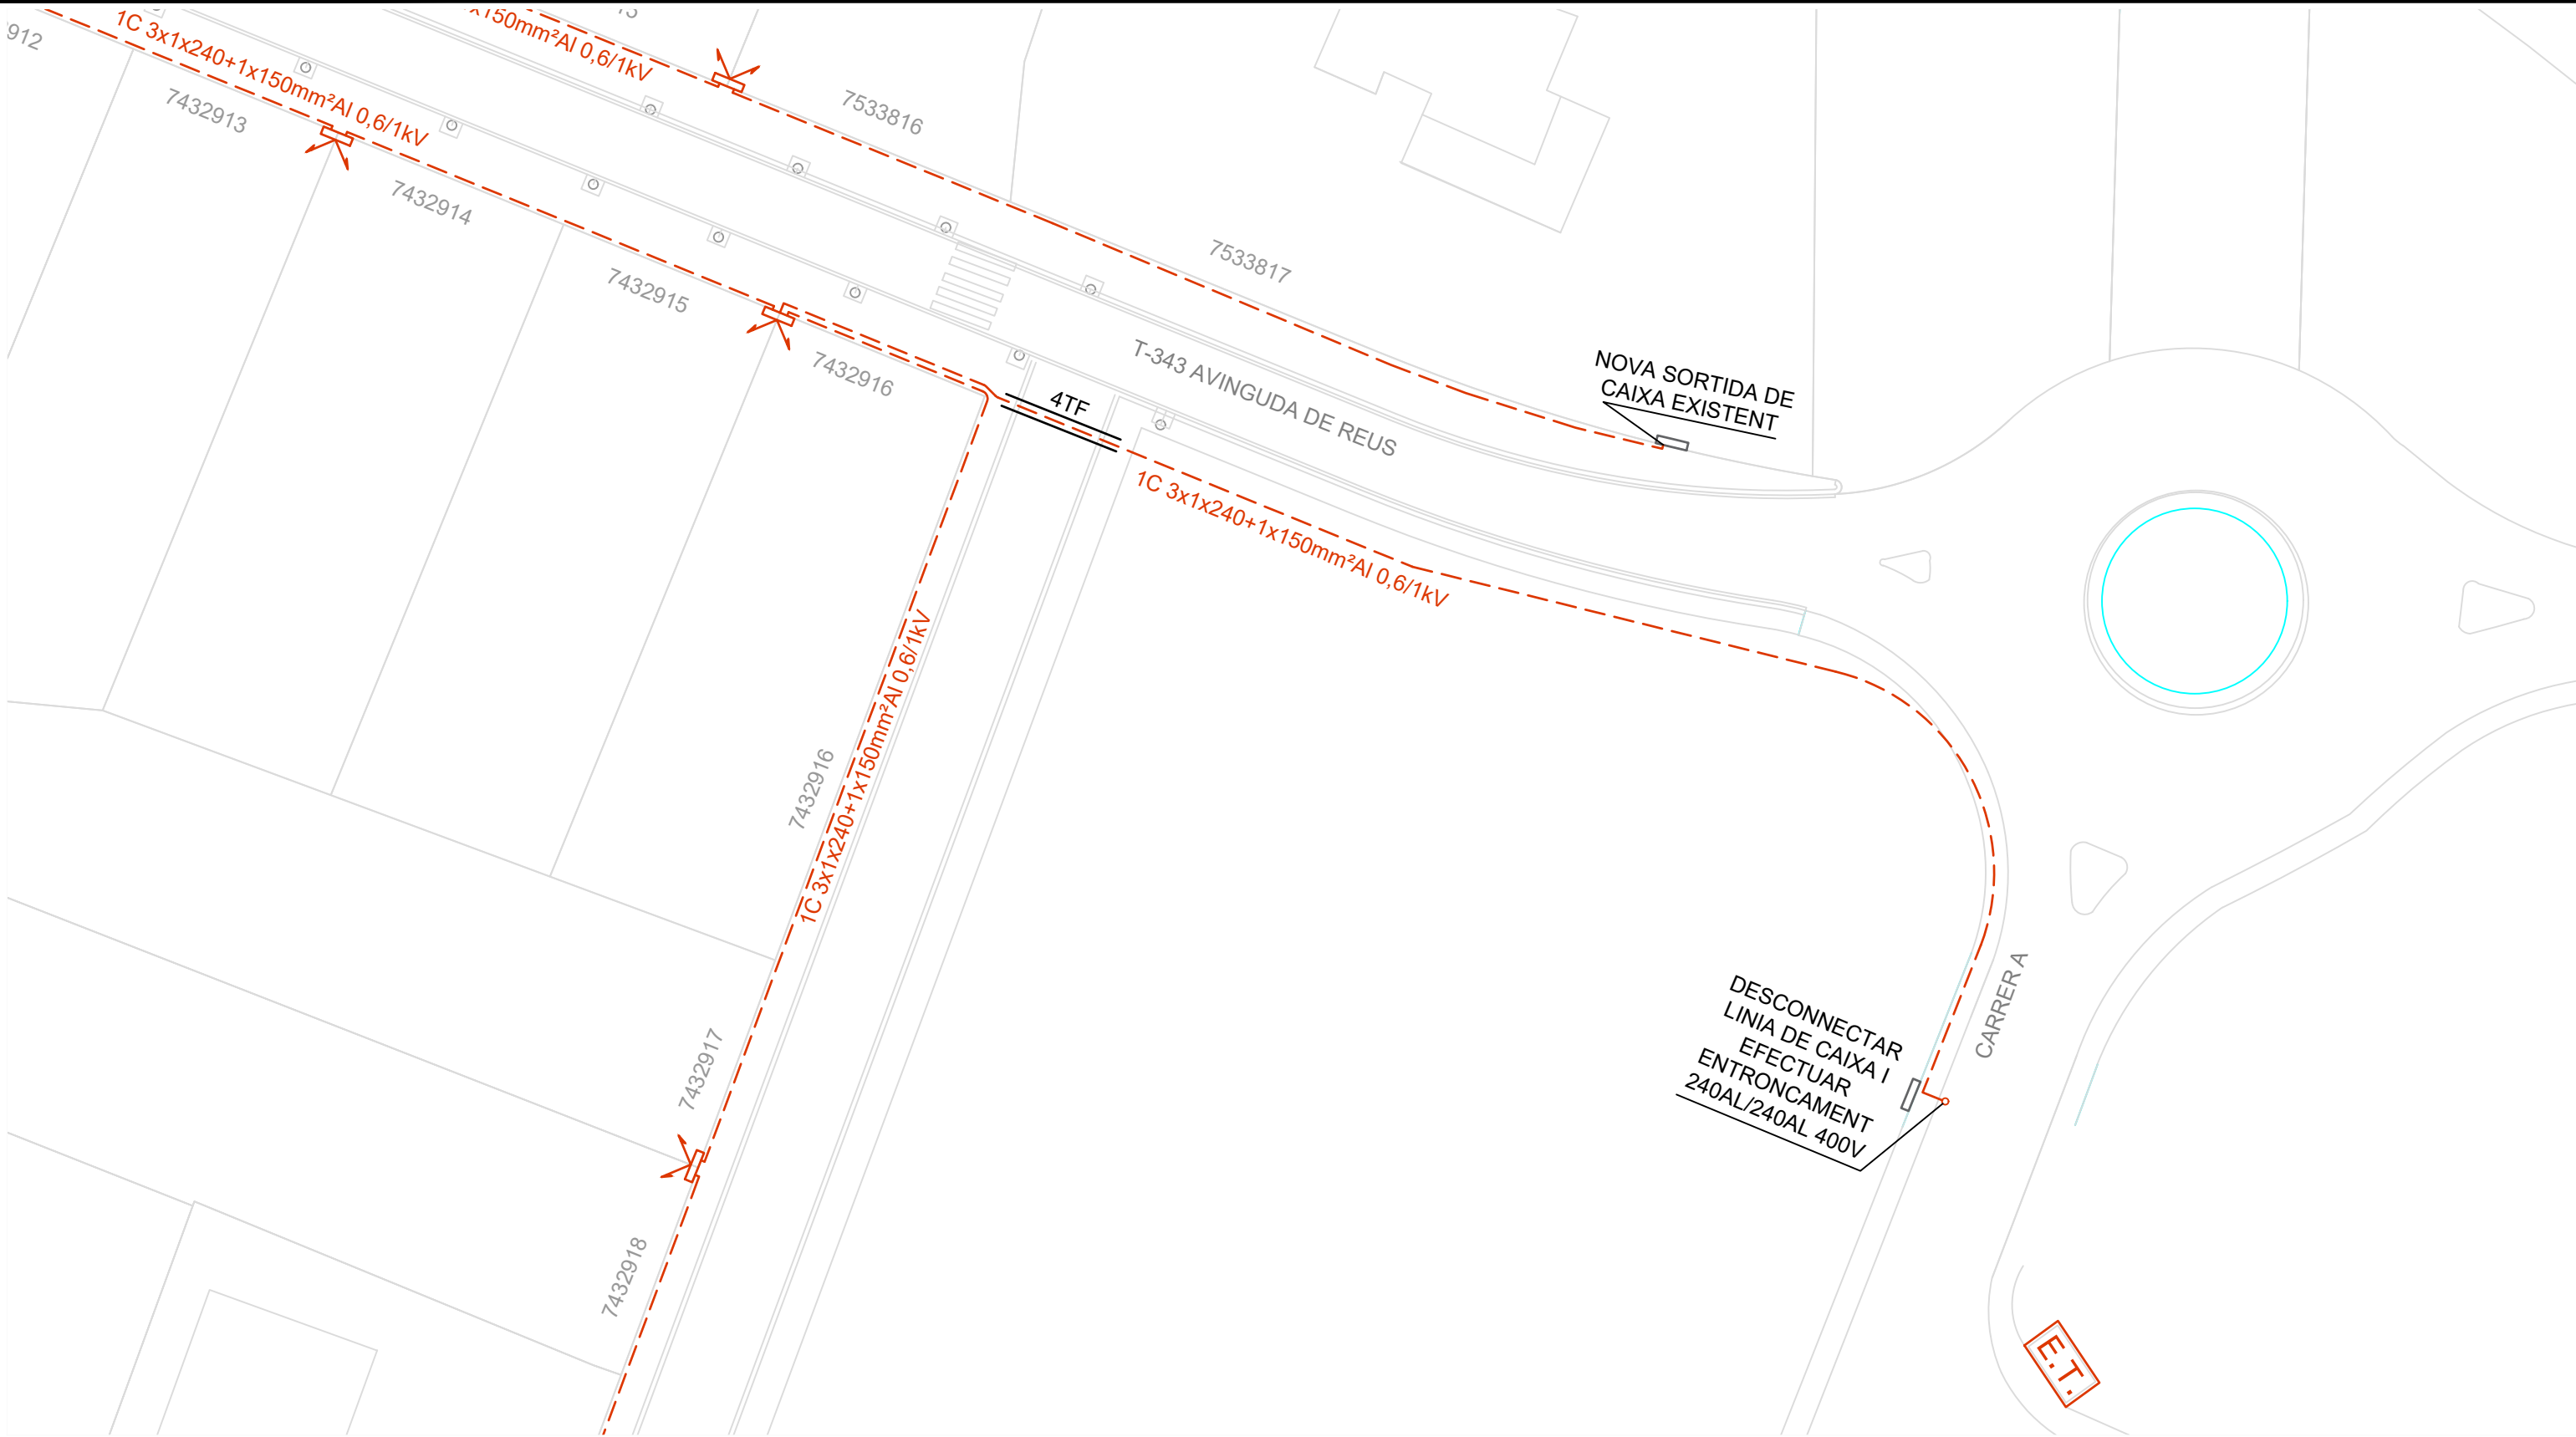 912
1C 3x1x240+1x150mm²Al 0,6/1kV
x150mm²Al 0,6/1kV
7432913
7533816
7432914
7533817
7432915
7432916
T-343 AVINGUDA DE REUS
4TF
NOVA SORTIDA DE
CAIXA EXISTENT
1C 3x1x240+1x150mm²Al 0,6/1kV
1C 3x1x240+1x150mm²Al 0,6/1kV
7432916
7432917
7432918
DESCONNECTAR
LINIA DE CAIXA I
EFECTUAR
ENTRONCAMENT
240AL/240AL 400V
CARRER A
E.T.